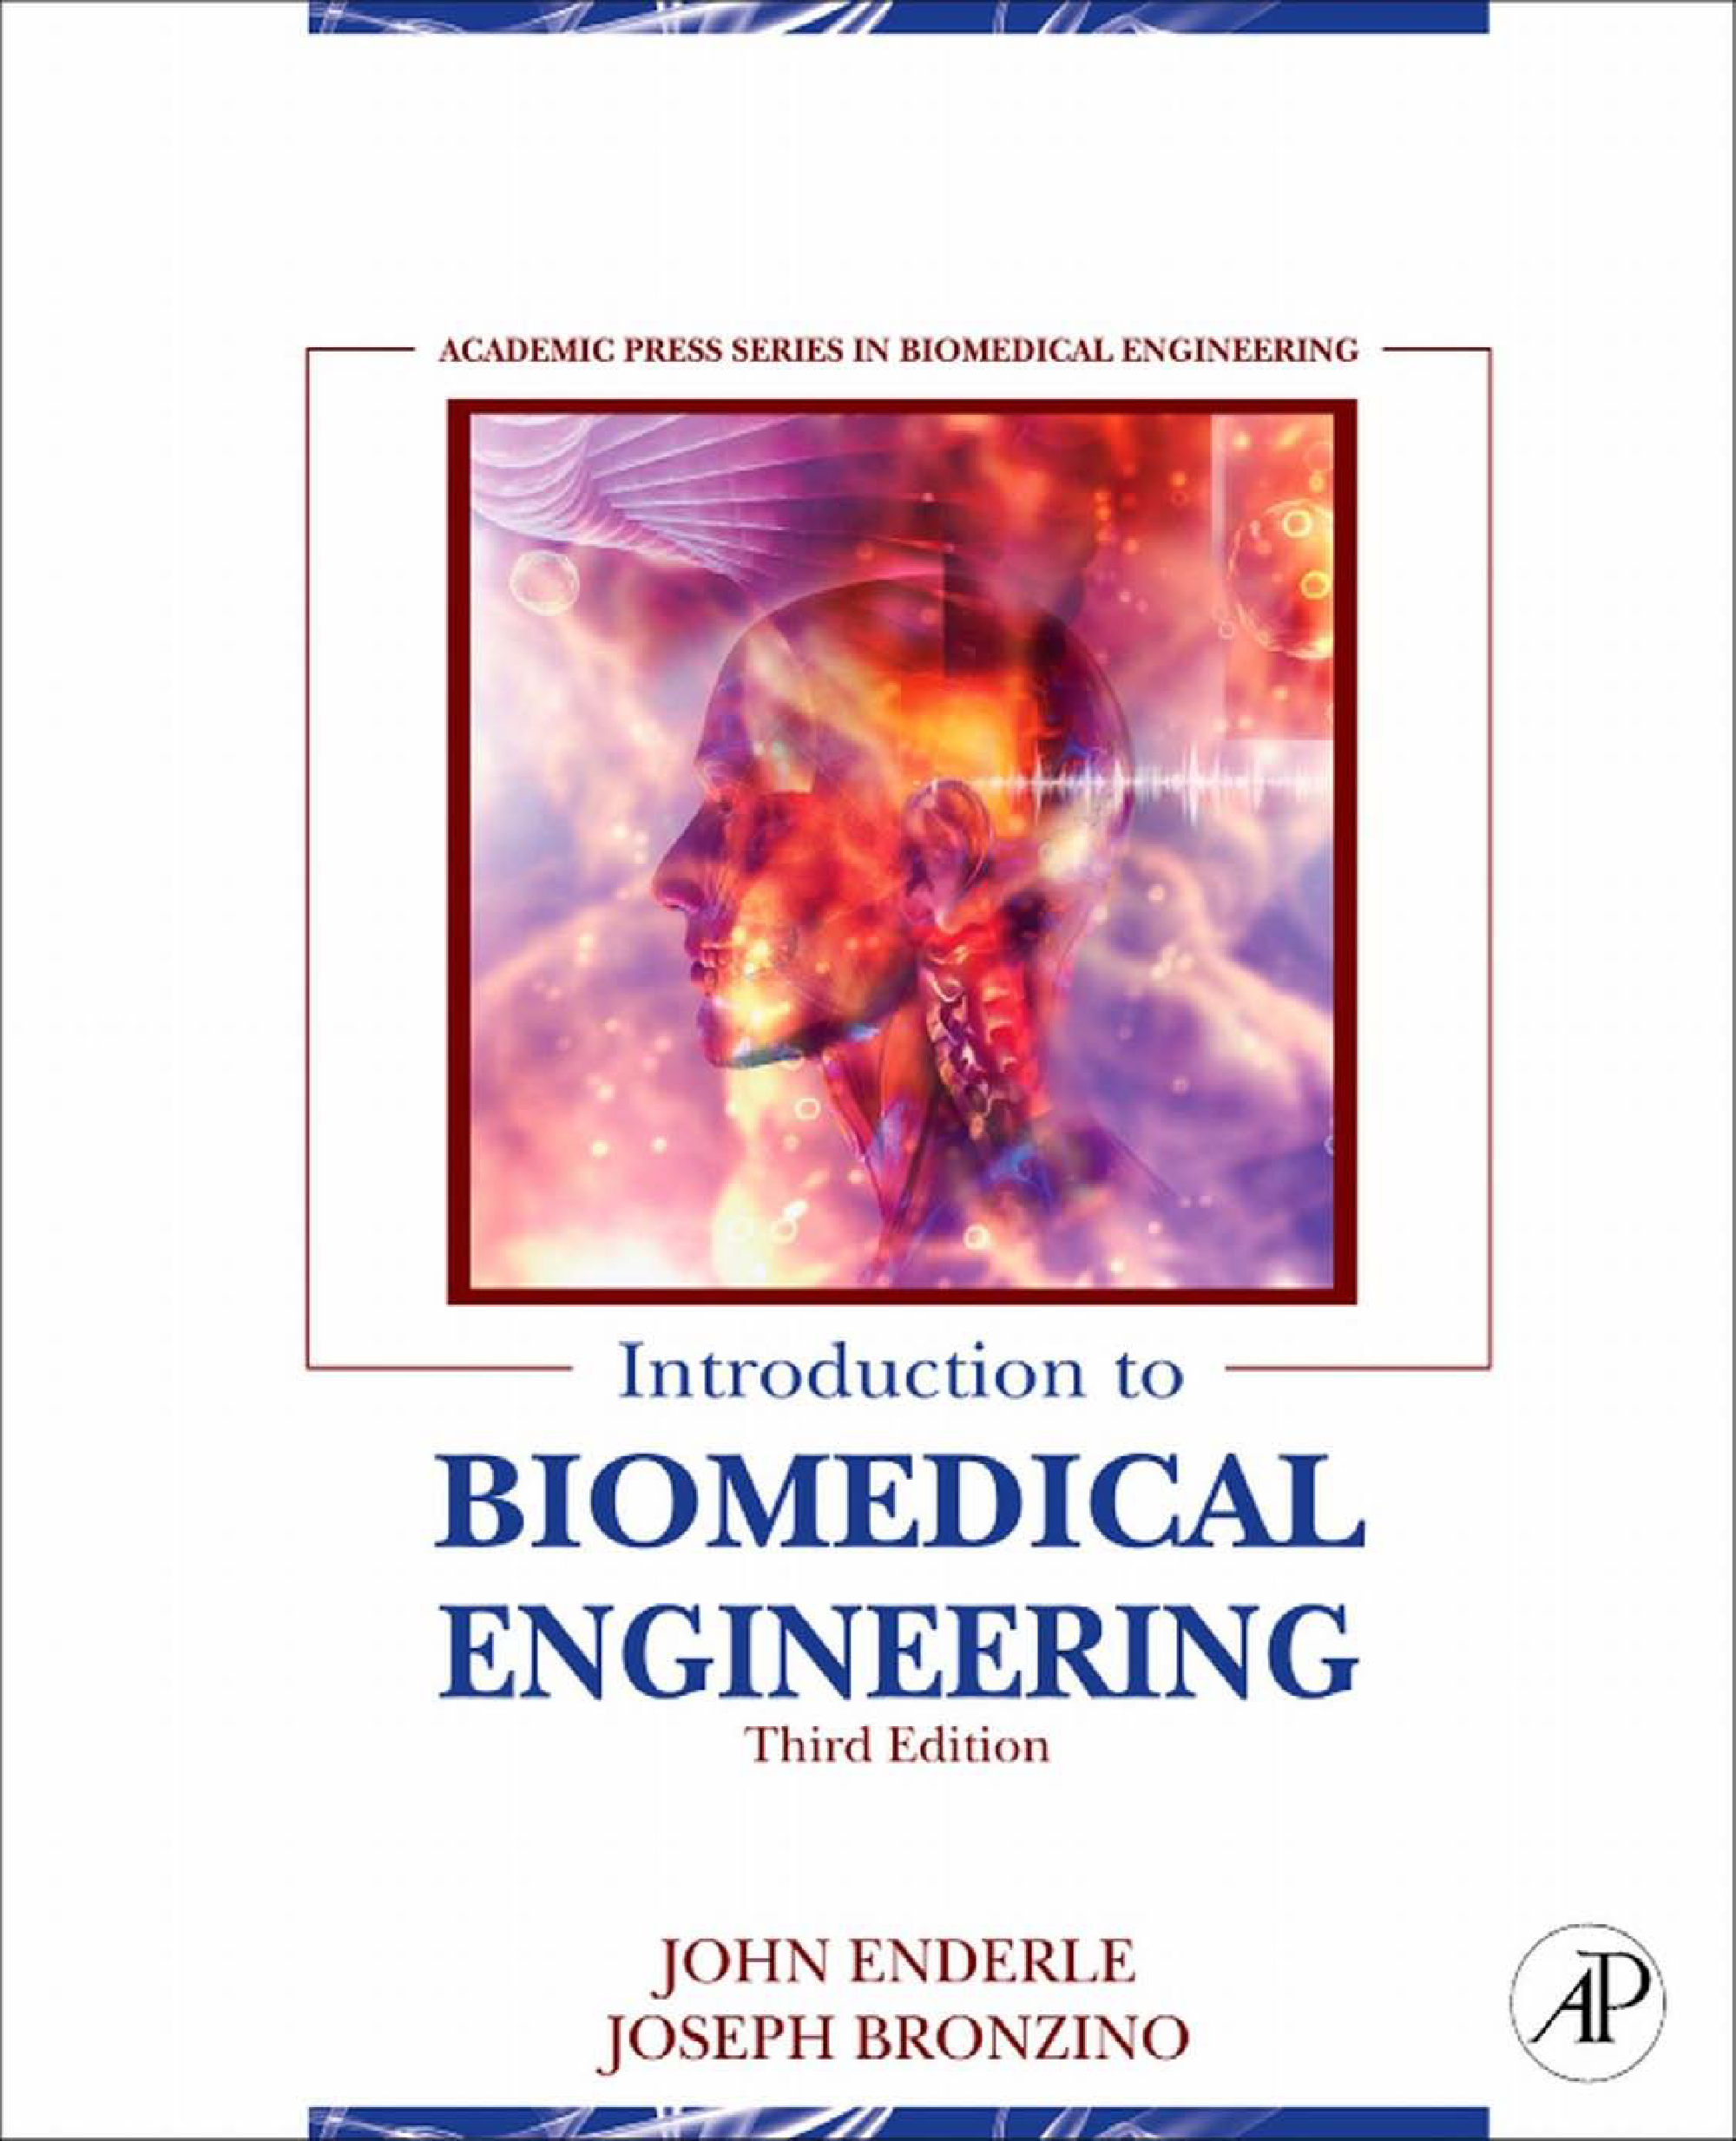 ACADEMIC PRESS SERIES IN BIOMEDICAL ENGINEERING
Introduction to
BIOMEDICAL
ENGINEERING
Third Edition
JOHN ENDERLE
JOSEPH BRONZINO
AP